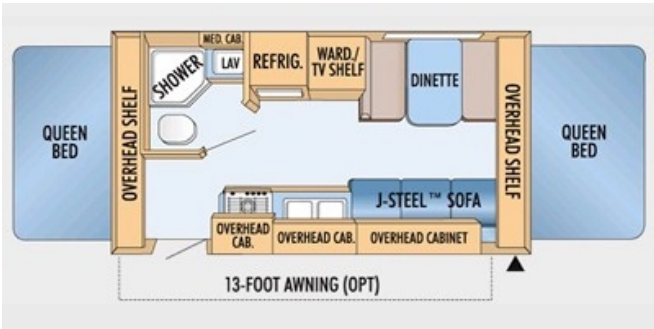 MED. CAB.
SHOWER
LAV
REFRIG.
WARD./
TV SHELF
DINETTE
QUEEN
BED
OVERHEAD SHELF
OVERHEAD SHELF
QUEEN
BED
J-STEEL™ SOFA
OVERHEAD
CAB.
OVERHEAD CAB.
OVERHEAD CABINET
13-FOOT AWNING (OPT)